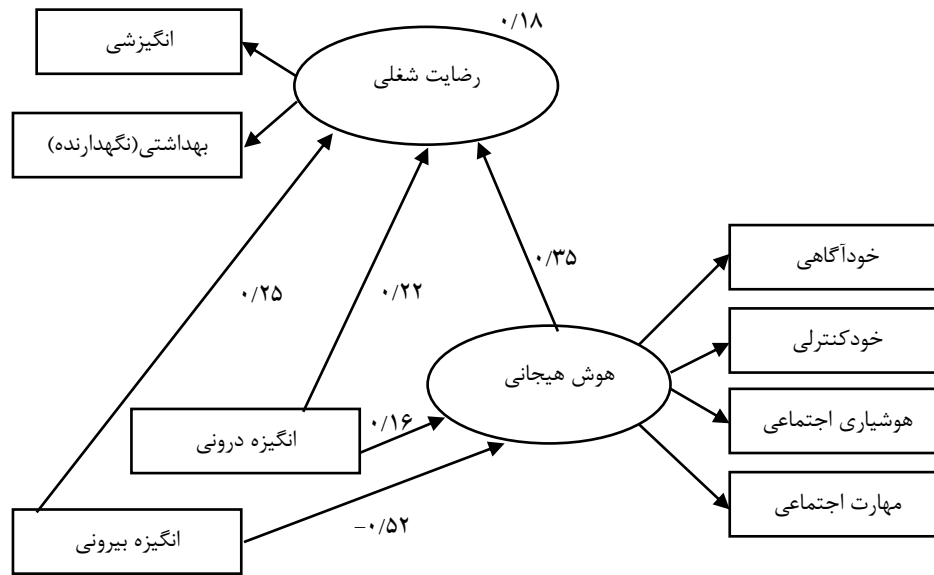 ۰/۱۸
انگیزشی
رضایت شغلی
بهداشتی(نگهدارنده)
خودآگاهی
۰/۳۵
۰/۲۲
۰/۲۵
خودکنترلی
هوش هیجانی
هوشیاری اجتماعی
۰/۱۶
انگیزه درونی
مهارت اجتماعی
-۰/۵۲
انگیزه بیرونی